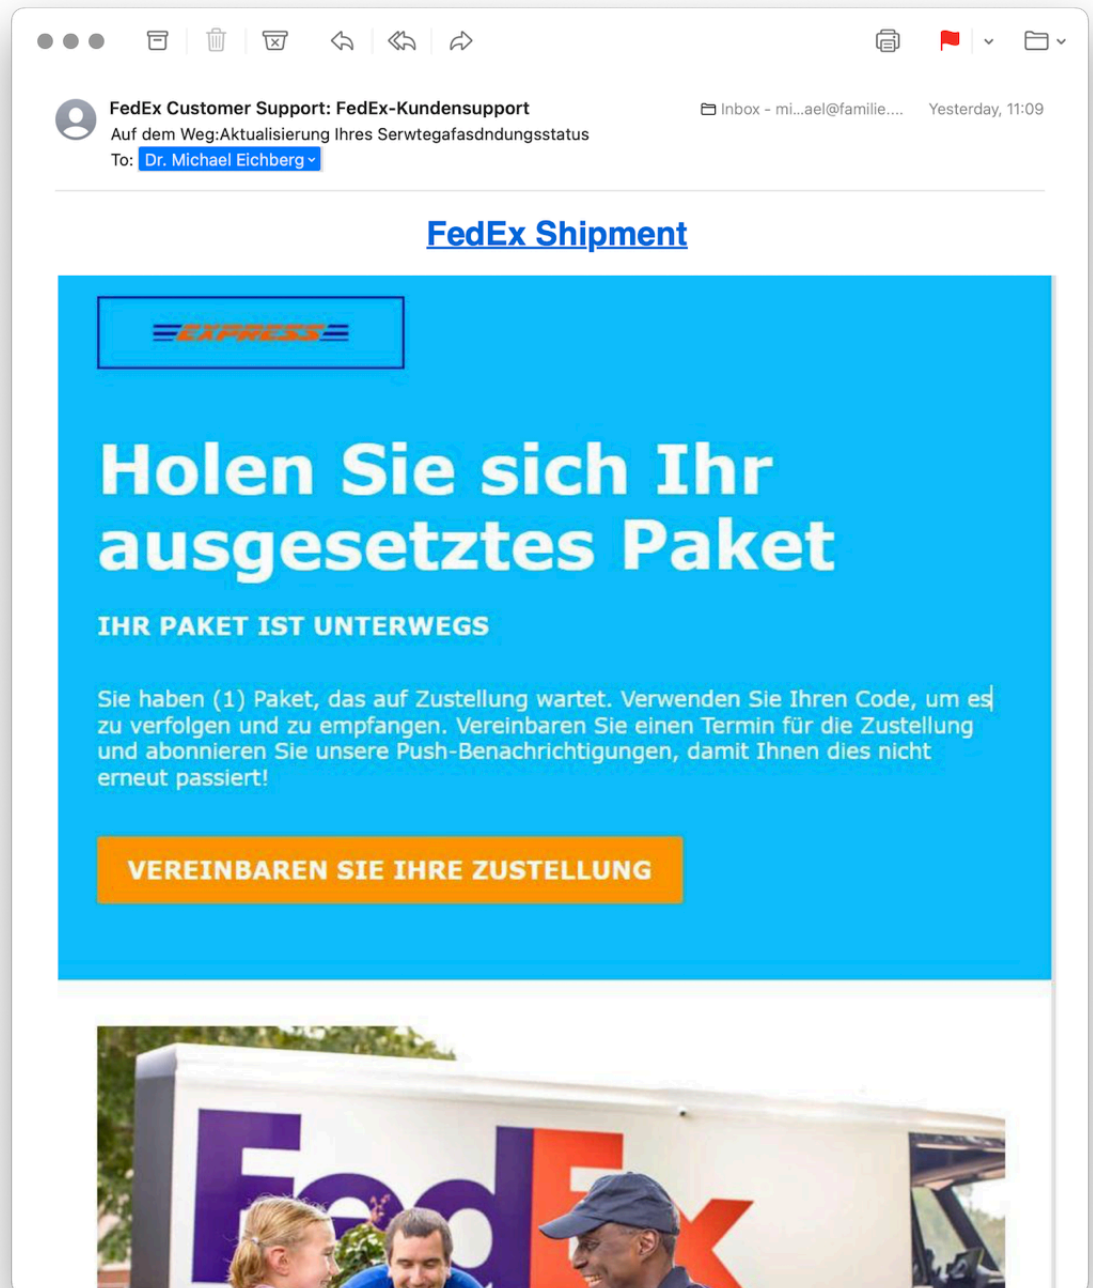 FedEx Customer Support: FedEx-Kundensupport
Inbox - mi...ael@familie....
Yesterday, 11:09
Auf dem Weg:Aktualisierung Ihres Serwtegafasdndungsstatus
To: Dr. Michael Eichberg
FedEx Shipment
EXPRESS
Holen Sie sich Ihr
ausgesetztes Paket
IHR PAKET IST UNTERWEGS
Sie haben (1) Paket, das auf Zustellung wartet. Verwenden Sie Ihren Code, um es
zu verfolgen und zu empfangen. Vereinbaren Sie einen Termin für die Zustellung
und abonnieren Sie unsere Push-Benachrichtigungen, damit Ihnen dies nicht
erneut passiert!
VEREINBAREN SIE IHRE ZUSTELLUNG
FedEx